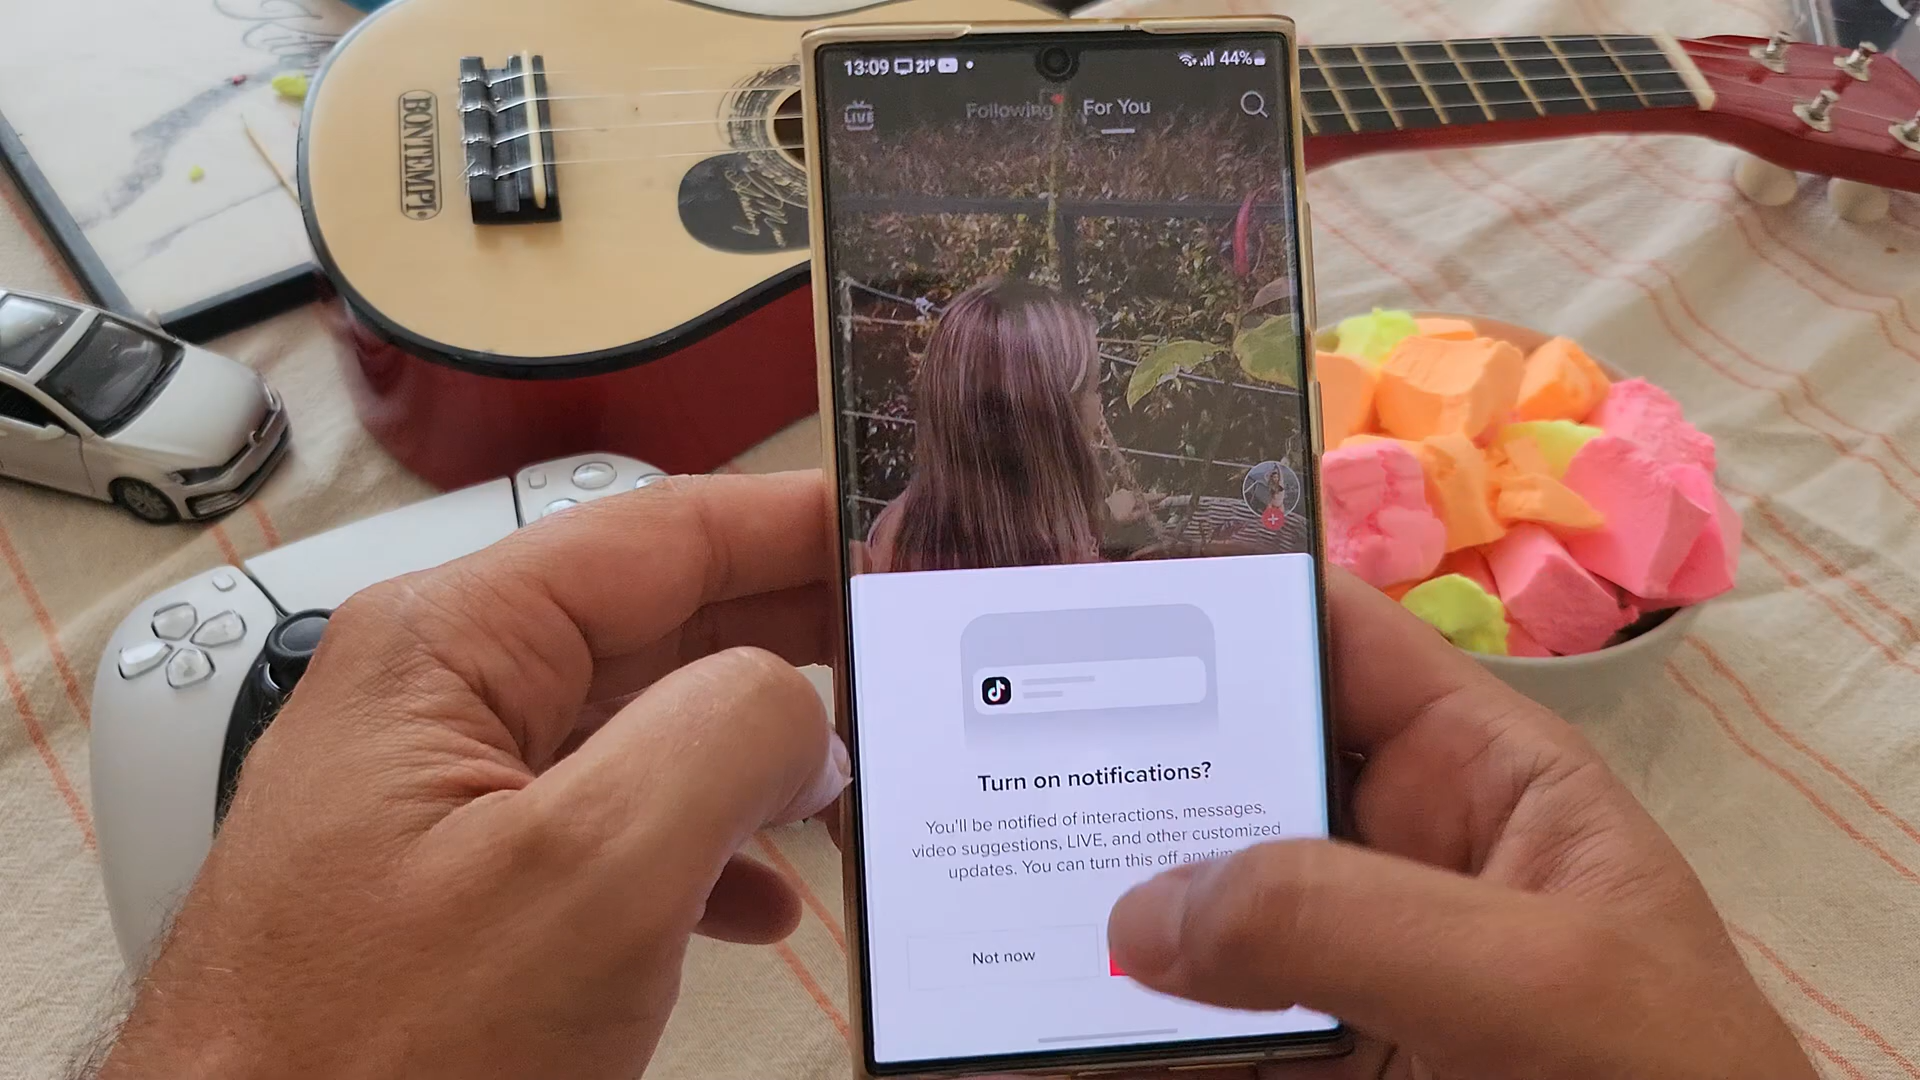 13:09 21° 44%
LIVE Following For You
BONTEMPI
Turn on notifications?
You'll be notified of interactions, messages,
video suggestions, LIVE, and other customized
updates. You can turn this off
Not now